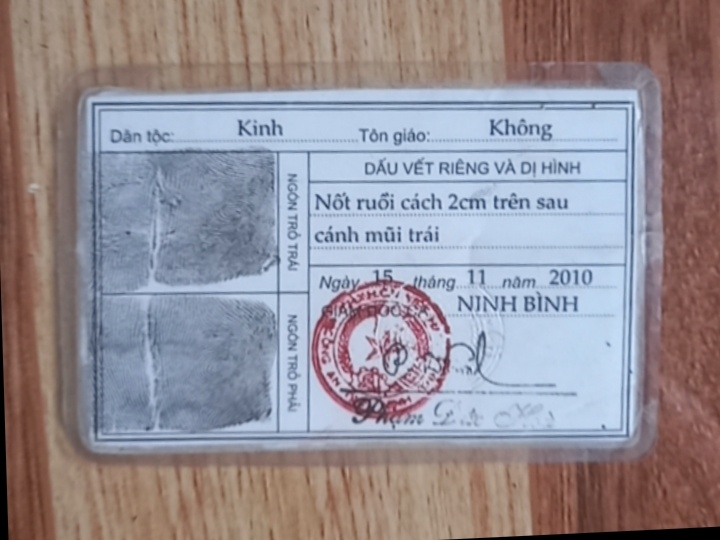 Dân tộc: Kinh Tôn giáo: Không
NGÓN TRỎ TRÁI
NGÓN TRỎ PHẢI
DẤU VẾT RIÊNG VÀ DỊ HÌNH
Nốt ruồi cách 2cm trên sau
cánh mũi trái
Ngày 15 tháng 11 năm 2010
GIÁM ĐỐC NINH BÌNH
CÔNG AN
Phạm Đức